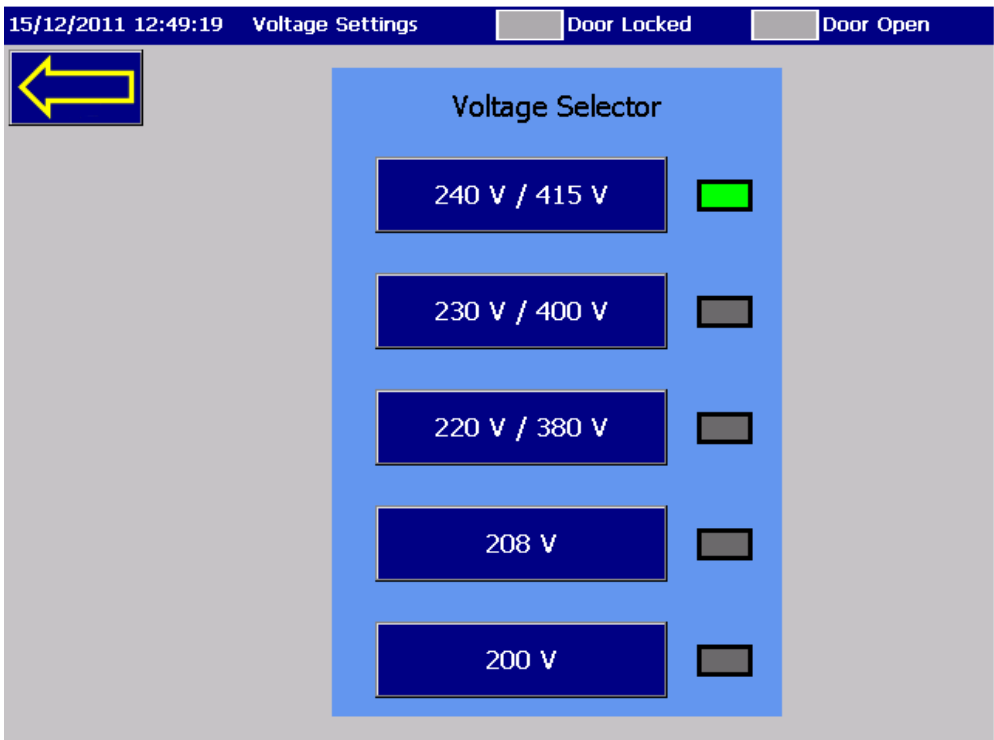 15/12/2011 12:49:19 Voltage Settings Door Locked Door Open
Voltage Selector
240 V / 415 V
230 V / 400 V
220 V / 380 V
208 V
200 V